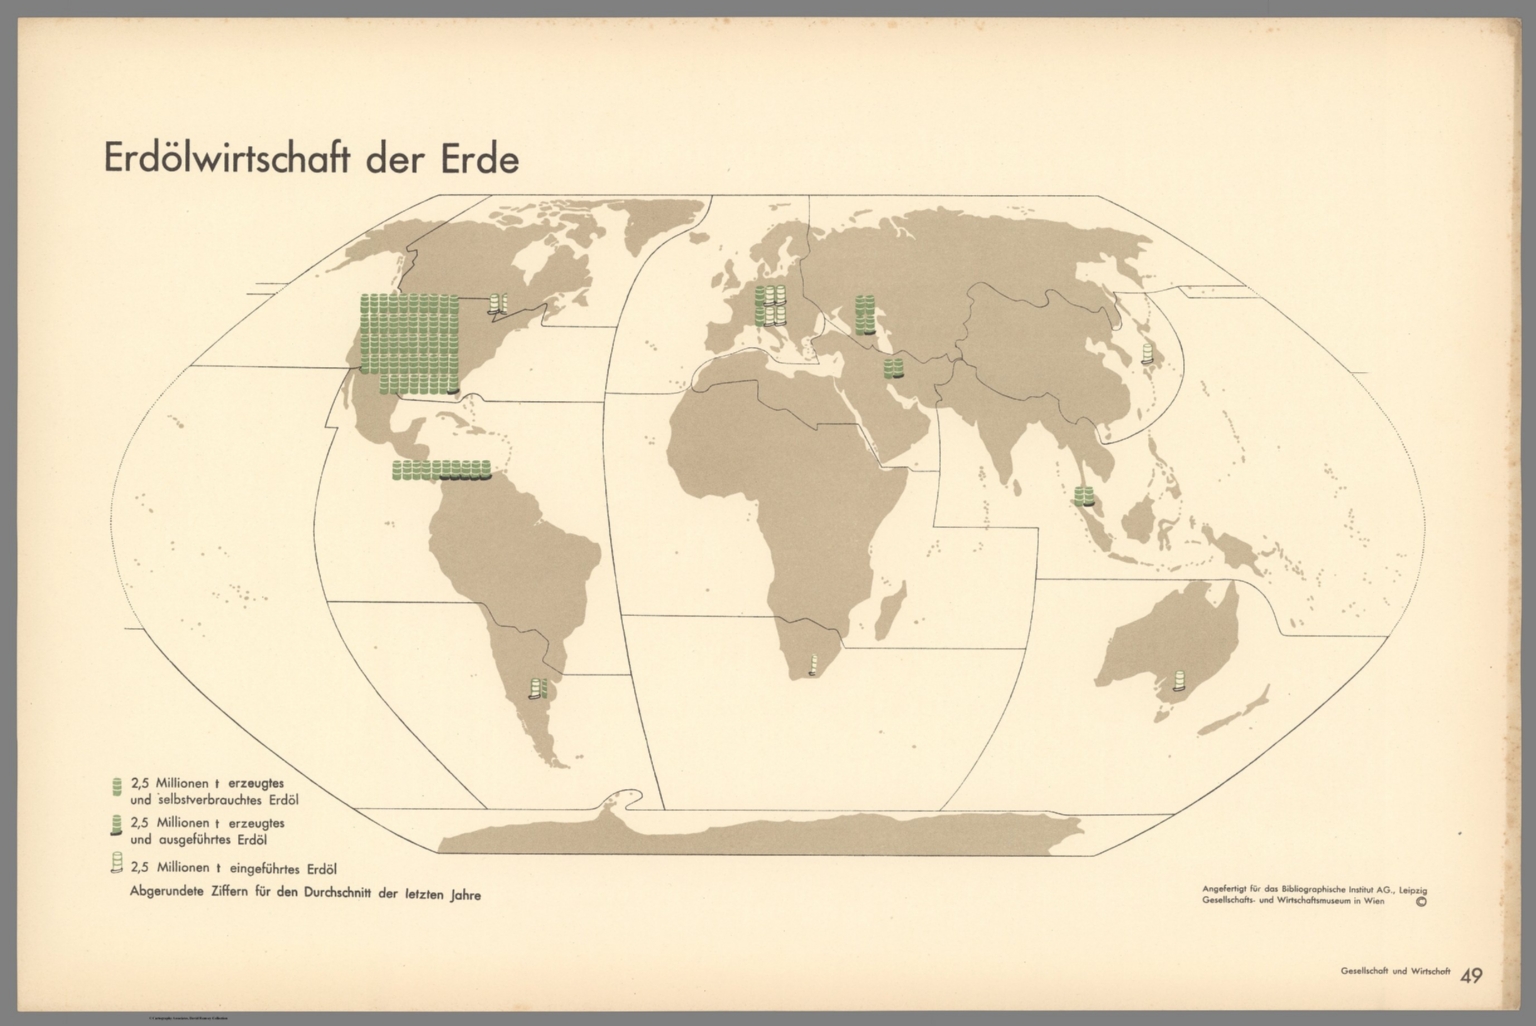 Erdölwirtschaft der Erde
2,5 Millionen t erzeugtes
und selbstverbrauchtes Erdöl
2,5 Millionen t erzeugtes
und ausgeführtes Erdöl
2,5 Millionen t eingeführtes Erdöl
Abgerundete Ziffern für den Durchschnitt der letzten Jahre
Angefertigt für das Bibliographische Institut AG., Leipzig
Gesellschafts- und Wirtschaftsmuseum in Wien ©
Gesellschaft und Wirtschaft 49